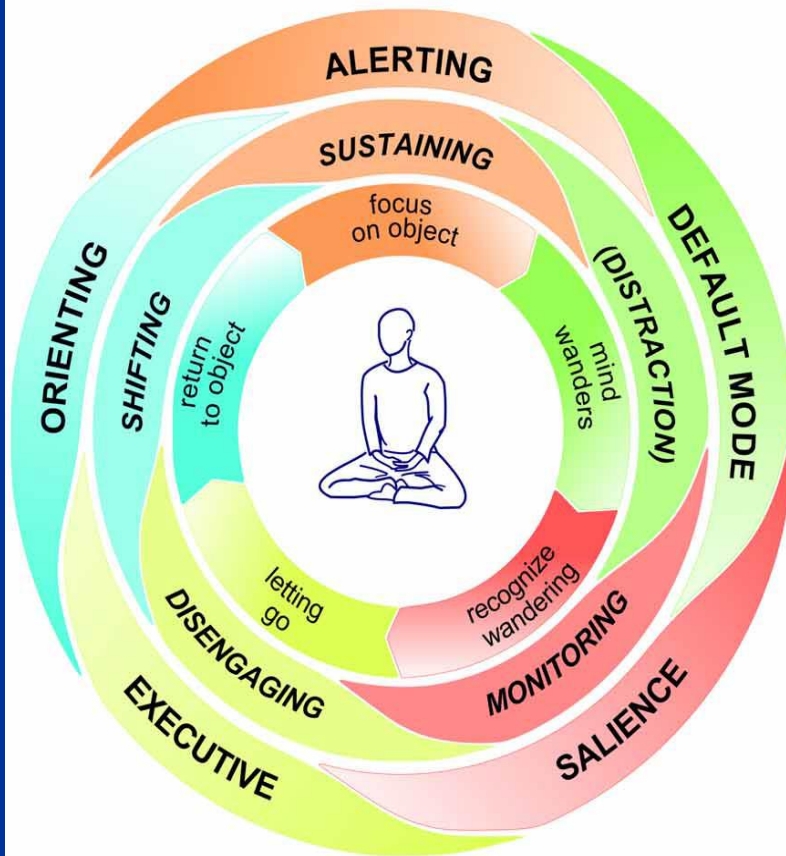 ALERTING
SUSTAINING
focus
on object
DEFAULT MODE
(DISTRACTION)
mind
wanders
SALIENCE
MONITORING
recognize
wandering
EXECUTIVE
DISENGAGING
letting
go
ORIENTING
SHIFTING
return
to object